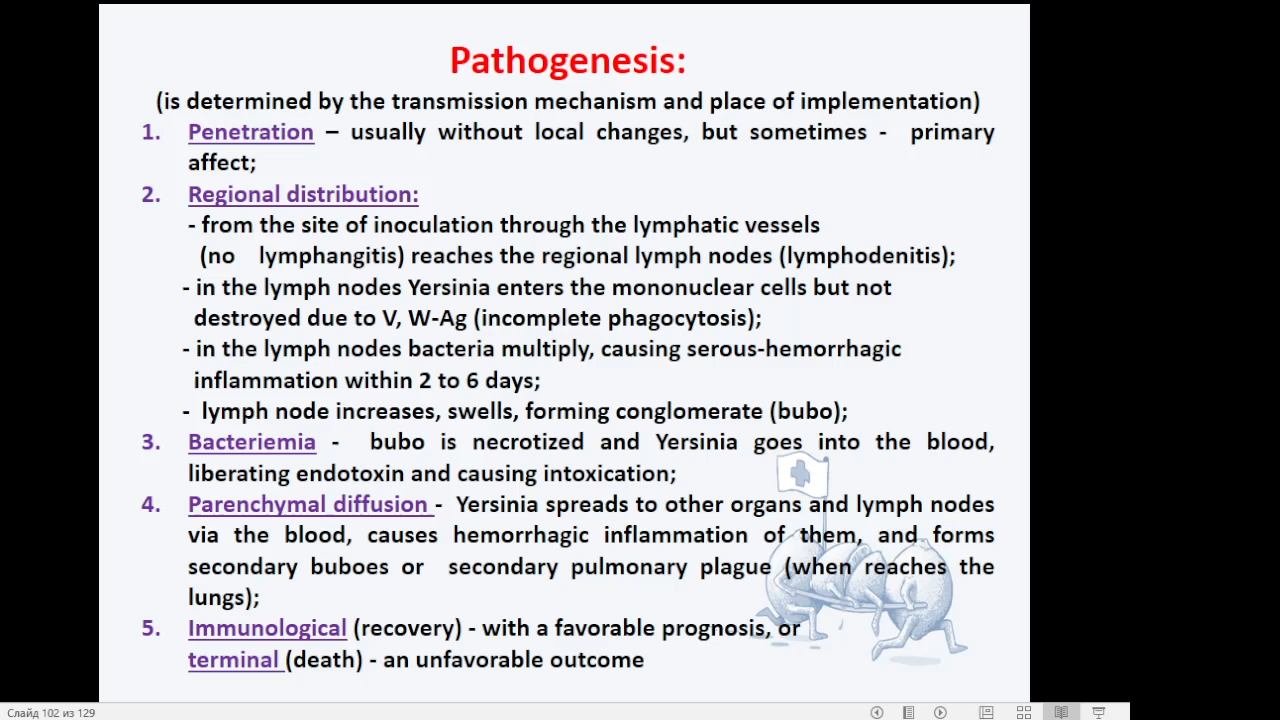 Pathogenesis:
(is determined by the transmission mechanism and place of implementation)
1. Penetration – usually without local changes, but sometimes - primary
affect;
2. Regional distribution:
- from the site of inoculation through the lymphatic vessels
(no lymphangitis) reaches the regional lymph nodes (lymphodenitis);
- in the lymph nodes Yersinia enters the mononuclear cells but not
destroyed due to V, W-Ag (incomplete phagocytosis);
- in the lymph nodes bacteria multiply, causing serous-hemorrhagic
inflammation within 2 to 6 days;
- lymph node increases, swells, forming conglomerate (bubo);
3. Bacteriemia - bubo is necrotized and Yersinia goes into the blood,
liberating endotoxin and causing intoxication;
4. Parenchymal diffusion - Yersinia spreads to other organs and lymph nodes
via the blood, causes hemorrhagic inflammation of them, and forms
secondary buboes or secondary pulmonary plague (when reaches the
lungs);
5. Immunological (recovery) - with a favorable prognosis, or
terminal (death) - an unfavorable outcome
Слайд 102 из 129